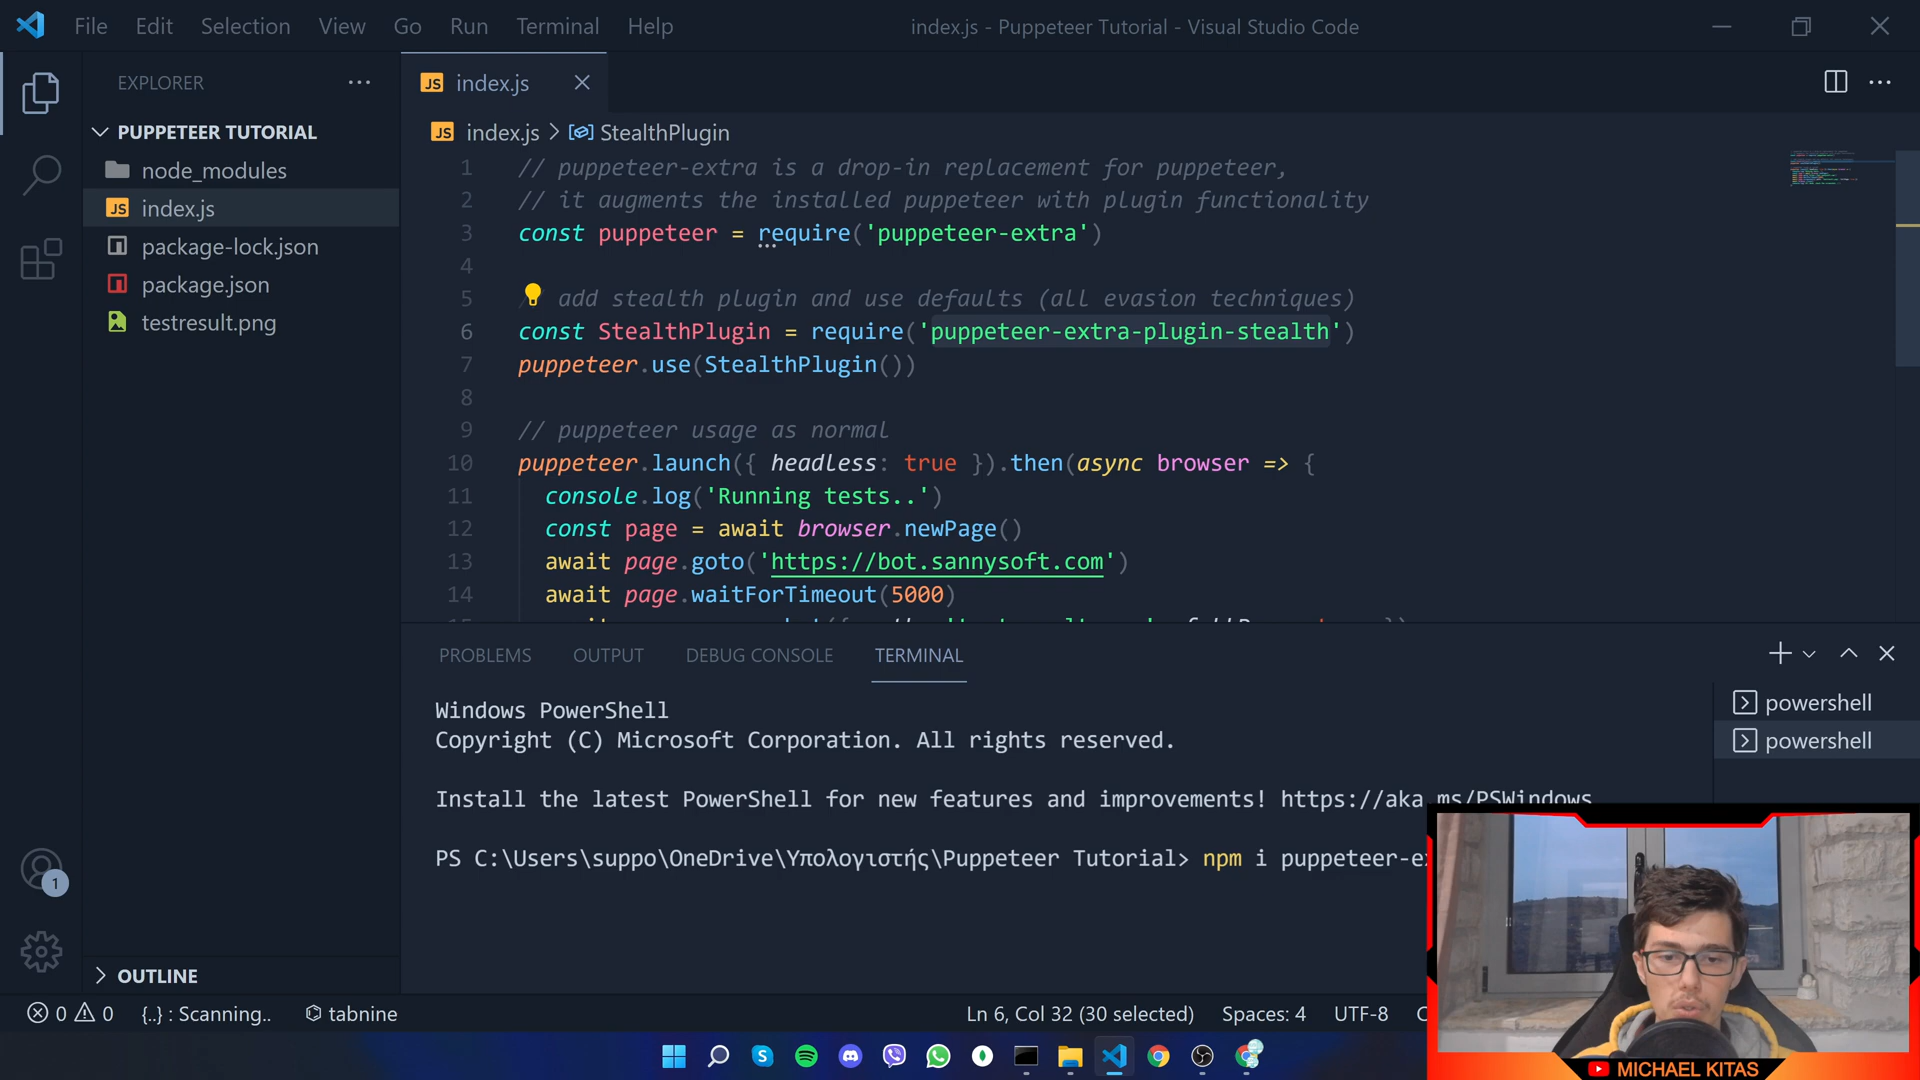 File Edit Selection View Go Run Terminal Help
index.js - Puppeteer Tutorial - Visual Studio Code
EXPLORER
PUPPETEER TUTORIAL
node_modules
JS index.js
package-lock.json
package.json
testresult.png
OUTLINE
JS index.js
JS index.js > StealthPlugin
1 // puppeteer-extra is a drop-in replacement for puppeteer,
2 // it augments the installed puppeteer with plugin functionality
3 const puppeteer = require('puppeteer-extra')
4
5 add stealth plugin and use defaults (all evasion techniques)
6 const StealthPlugin = require('puppeteer-extra-plugin-stealth')
7 puppeteer.use(StealthPlugin())
8
9 // puppeteer usage as normal
10 puppeteer.launch({ headless: true }).then(async browser => {
11 console.log('Running tests..')
12 const page = await browser.newPage()
13 await page.goto('https://bot.sannysoft.com')
14 await page.waitForTimeout(5000)
PROBLEMS OUTPUT DEBUG CONSOLE TERMINAL
Windows PowerShell
Copyright (C) Microsoft Corporation. All rights reserved.
Install the latest PowerShell for new features and improvements! https://aka.ms/PSWindows
PS C:\Users\suppo\OneDrive\Υπολογιστής\Puppeteer Tutorial> npm i puppeteer-ex
powershell
powershell
1
0 0 {..} : Scanning.. tabnine
Ln 6, Col 32 (30 selected) Spaces: 4 UTF-8
MICHAEL KITAS